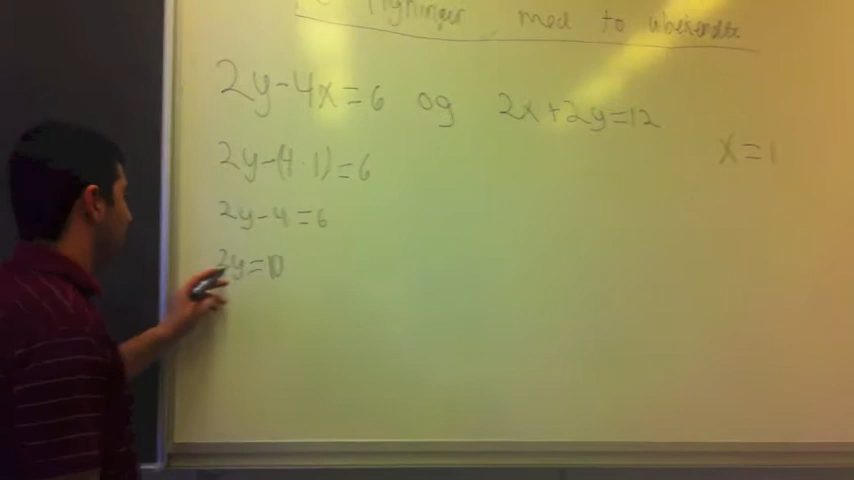 ligninger med to ubekendte
2y-4x=6 og 2x+2y=12
x=1
2y-(4·1)=6
2y-4=6
2y=10